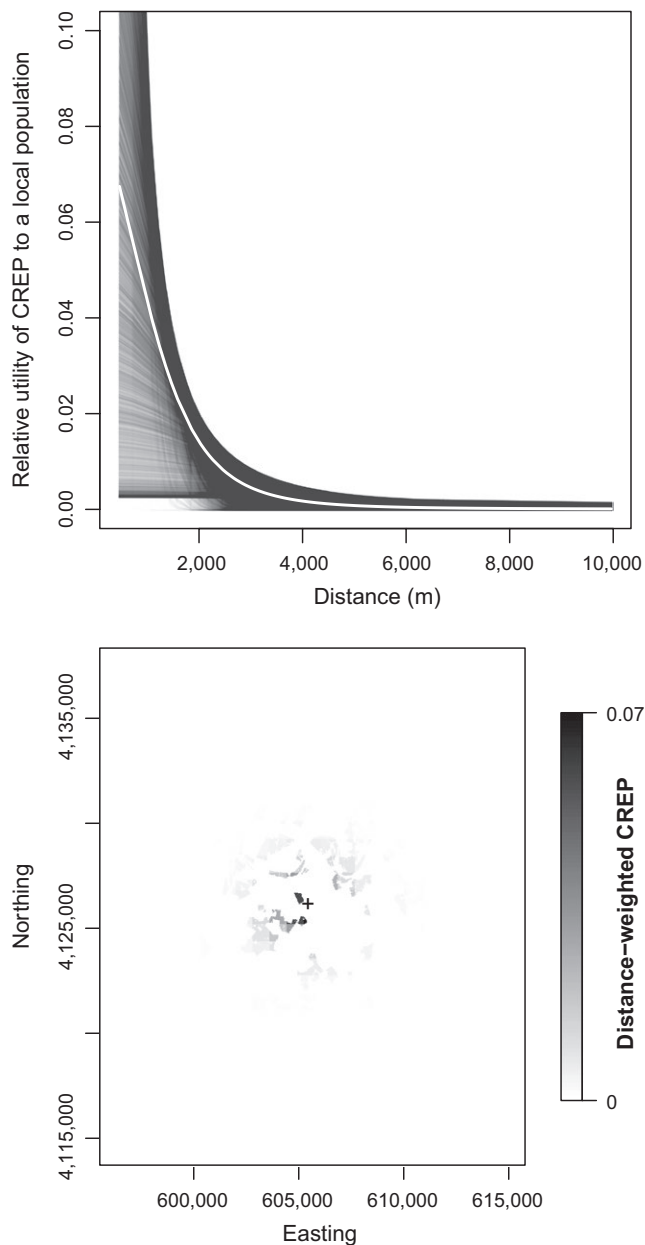 Relative utility of CREP to a local population
0.10
0.08
0.06
0.04
0.02
0.00
2,000 4,000 6,000 8,000 10,000
Distance (m)
Northing
4,135,000
4,125,000
4,115,000
600,000 605,000 610,000 615,000
Easting
0.07
Distance−weighted CREP
0